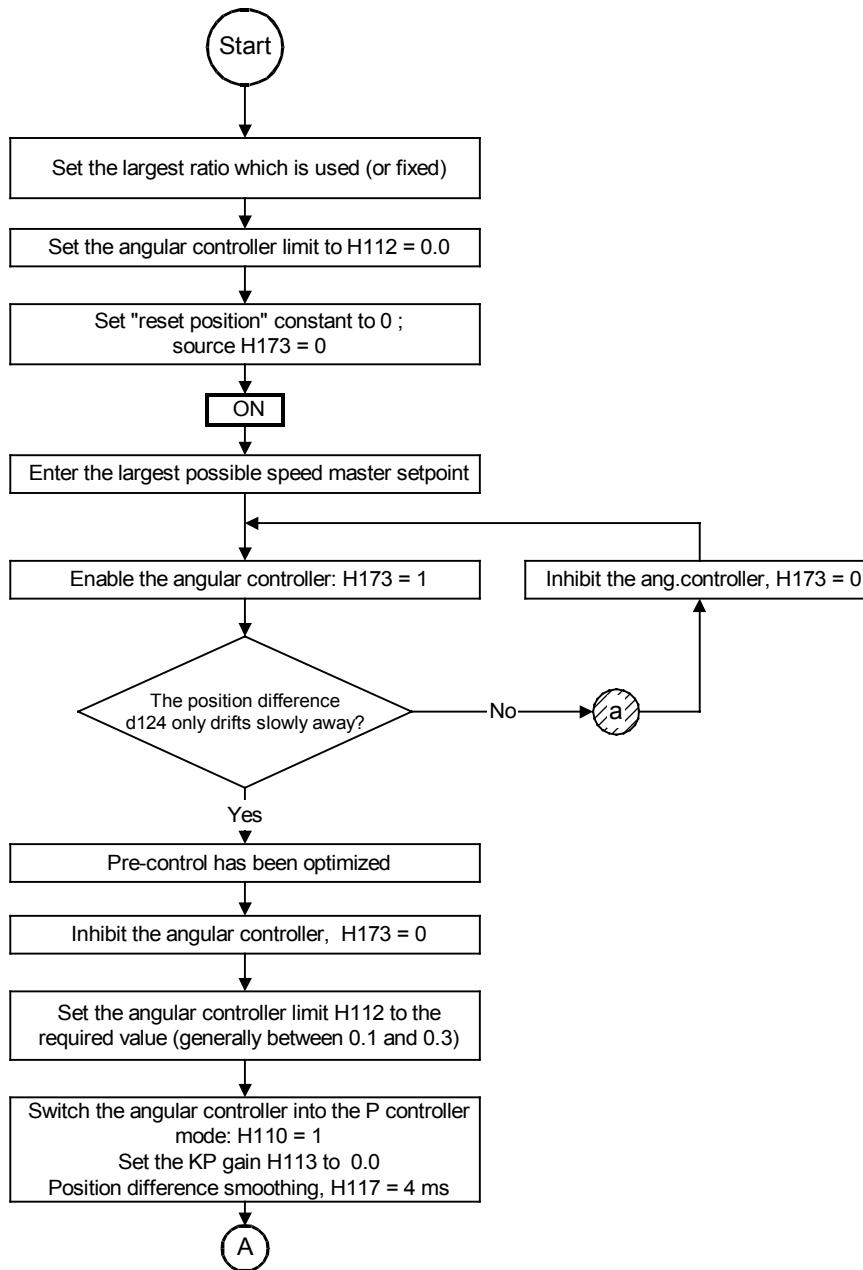 Start
Set the largest ratio which is used (or fixed)
Set the angular controller limit to H112 = 0.0
Set "reset position" constant to 0 ;
source H173 = 0
ON
Enter the largest possible speed master setpoint
Enable the angular controller: H173 = 1
Inhibit the ang.controller, H173 = 0
The position difference
d124 only drifts slowly away?
No
a
Yes
Pre-control has been optimized
Inhibit the angular controller, H173 = 0
Set the angular controller limit H112 to the
required value (generally between 0.1 and 0.3)
Switch the angular controller into the P controller
mode: H110 = 1
Set the KP gain H113 to 0.0
Position difference smoothing, H117 = 4 ms
A